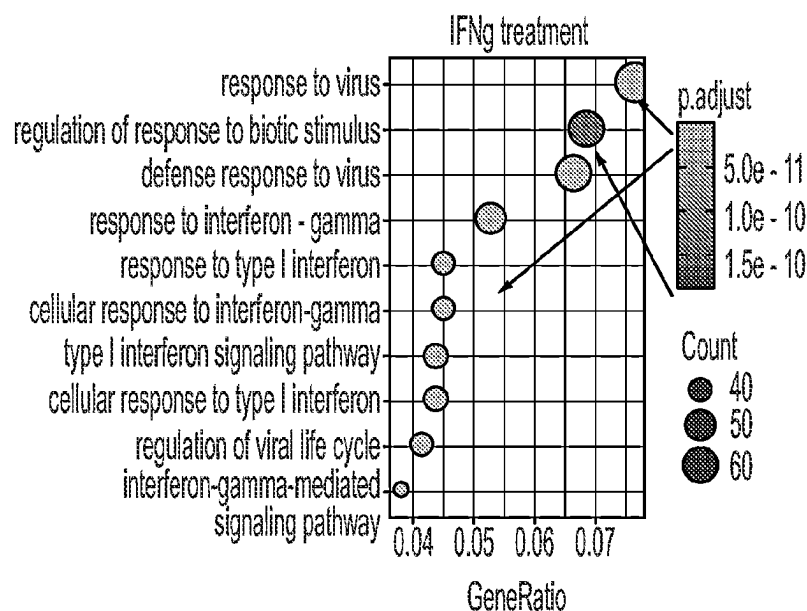 IFNg treatment
response to virus
regulation of response to biotic stimulus
defense response to virus
response to interferon - gamma
response to type I interferon
cellular response to interferon-gamma
type I interferon signaling pathway
cellular response to type I interferon
regulation of viral life cycle
interferon-gamma-mediated
signaling pathway
0.04 0.05 0.06 0.07
GeneRatio
p.adjust
5.0e - 11
1.0e - 10
1.5e - 10
Count
40
50
60